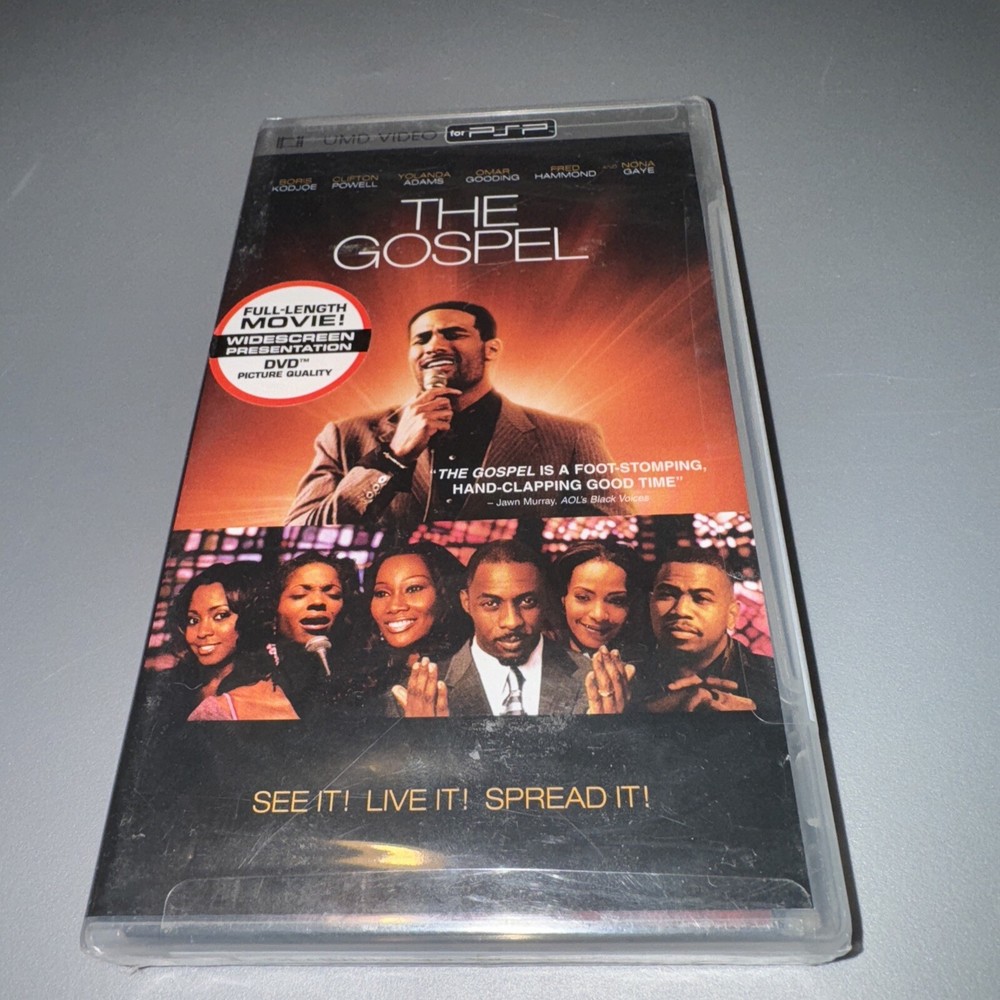 UMD VIDEO for PSP
BORIS KODJOE CLIFTON POWELL YOLANDA ADAMS OMAR GOODING FRED HAMMOND AND NONA GAYE
THE
GOSPEL
FULL-LENGTH
MOVIE!
WIDESCREEN
PRESENTATION
DVD™
PICTURE QUALITY
"THE GOSPEL IS A FOOT-STOMPING,
HAND-CLAPPING GOOD TIME"
– Jawn Murray, AOL's Black Voices
SEE IT! LIVE IT! SPREAD IT!